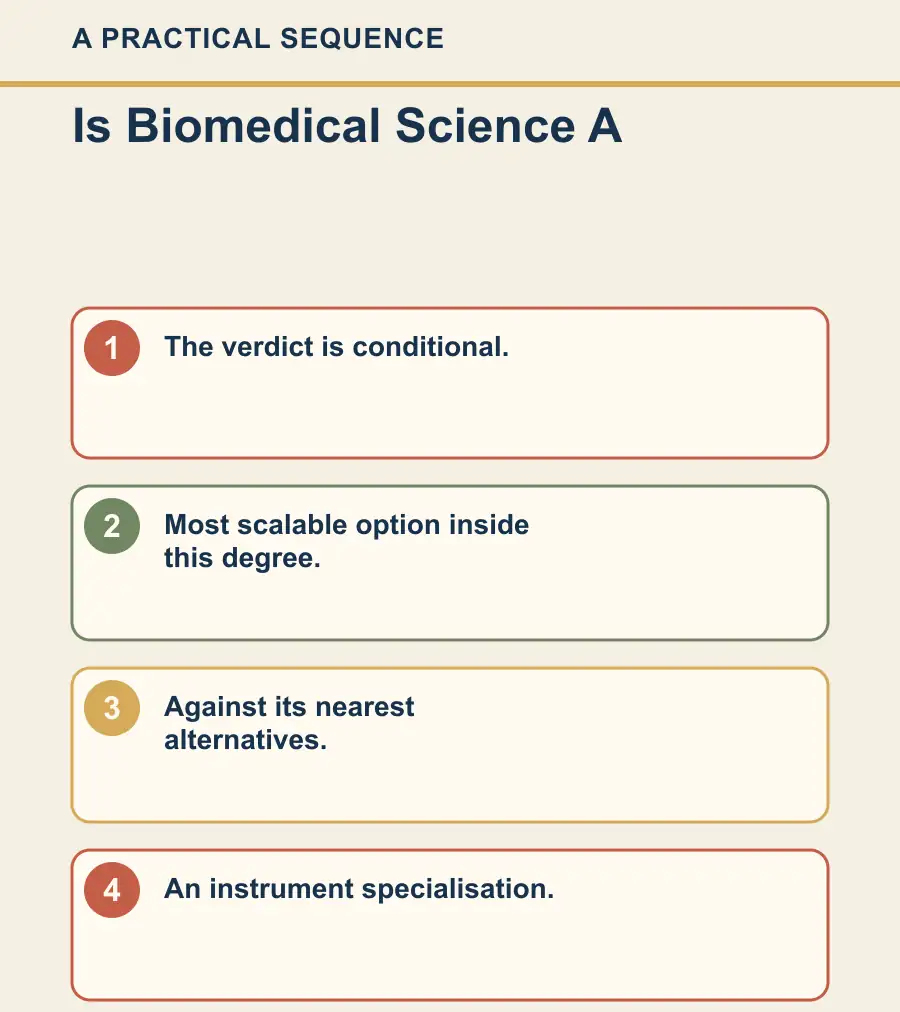 A PRACTICAL SEQUENCE
Is Biomedical Science A
1
The verdict is conditional.
2
Most scalable option inside
this degree.
3
Against its nearest
alternatives.
4
An instrument specialisation.